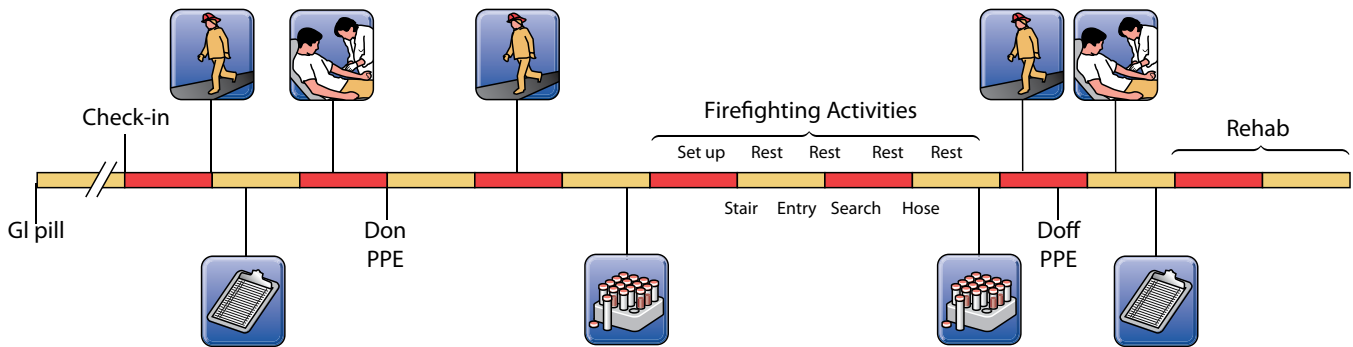 Firefighting Activities
Check-in
Rehab
Set up Rest Rest Rest Rest
Stair Entry Search Hose
GI pill
Don
PPE
Doff
PPE